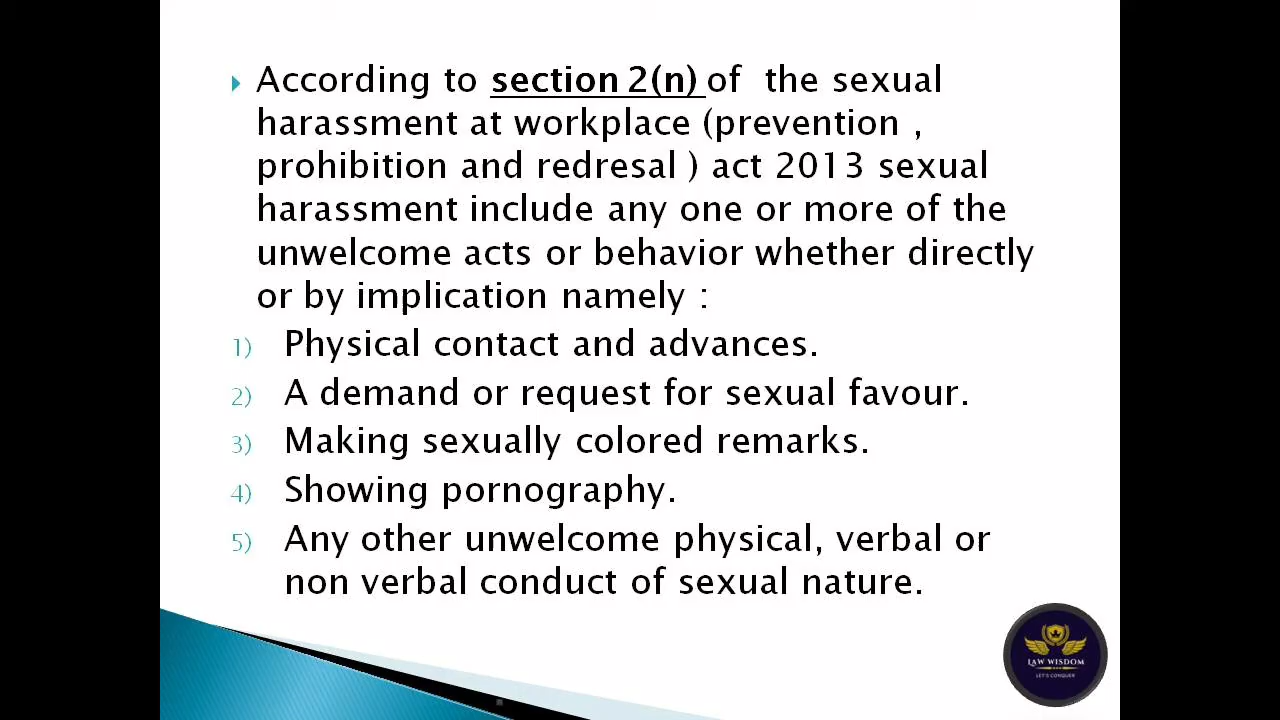 According to section 2(n) of the sexual
harassment at workplace (prevention ,
prohibition and redresal ) act 2013 sexual
harassment include any one or more of the
unwelcome acts or behavior whether directly
or by implication namely :
1) Physical contact and advances.
2) A demand or request for sexual favour.
3) Making sexually colored remarks.
4) Showing pornography.
5) Any other unwelcome physical, verbal or
non verbal conduct of sexual nature.
LAW WISDOM
LET'S CONQUER